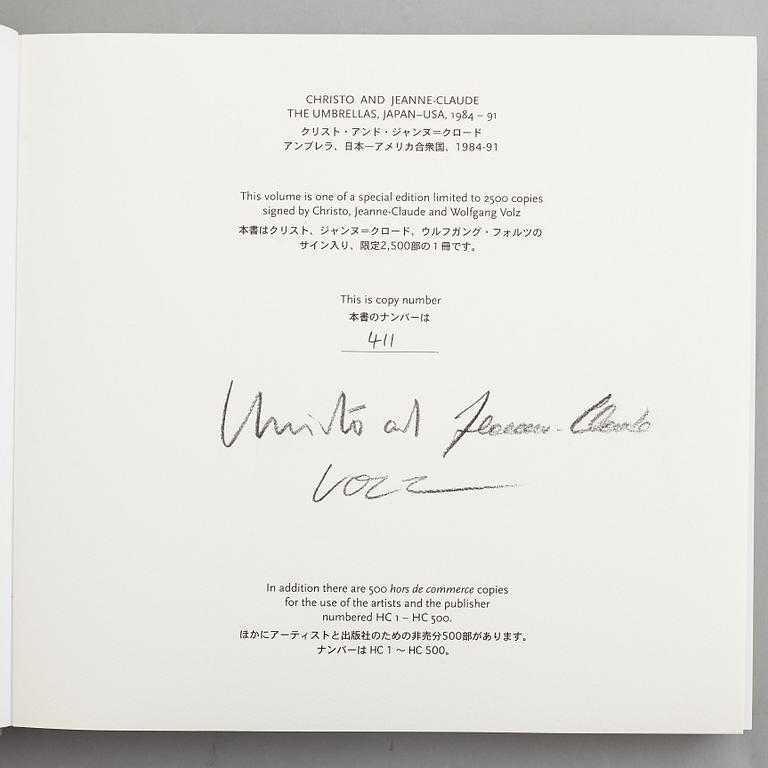 CHRISTO AND JEANNE-CLAUDE
THE UMBRELLAS, JAPAN–USA, 1984 – 91
クリスト・アンド・ジャンヌ=クロード
アンブレラ、日本ーアメリカ合衆国、1984-91
This volume is one of a special edition limited to 2500 copies
signed by Christo, Jeanne-Claude and Wolfgang Volz
本書はクリスト、ジャンヌ=クロード、ウルフガング・フォルツの
サイン入り、限定2,500部の1冊です。
This is copy number
本書のナンバーは
411
Christo and Jeanne-Claude
VOLZ
In addition there are 500 hors de commerce copies
for the use of the artists and the publisher
numbered HC 1 – HC 500.
ほかにアーティストと出版社のための非売分500部があります。
ナンバーは HC 1 〜 HC 500。